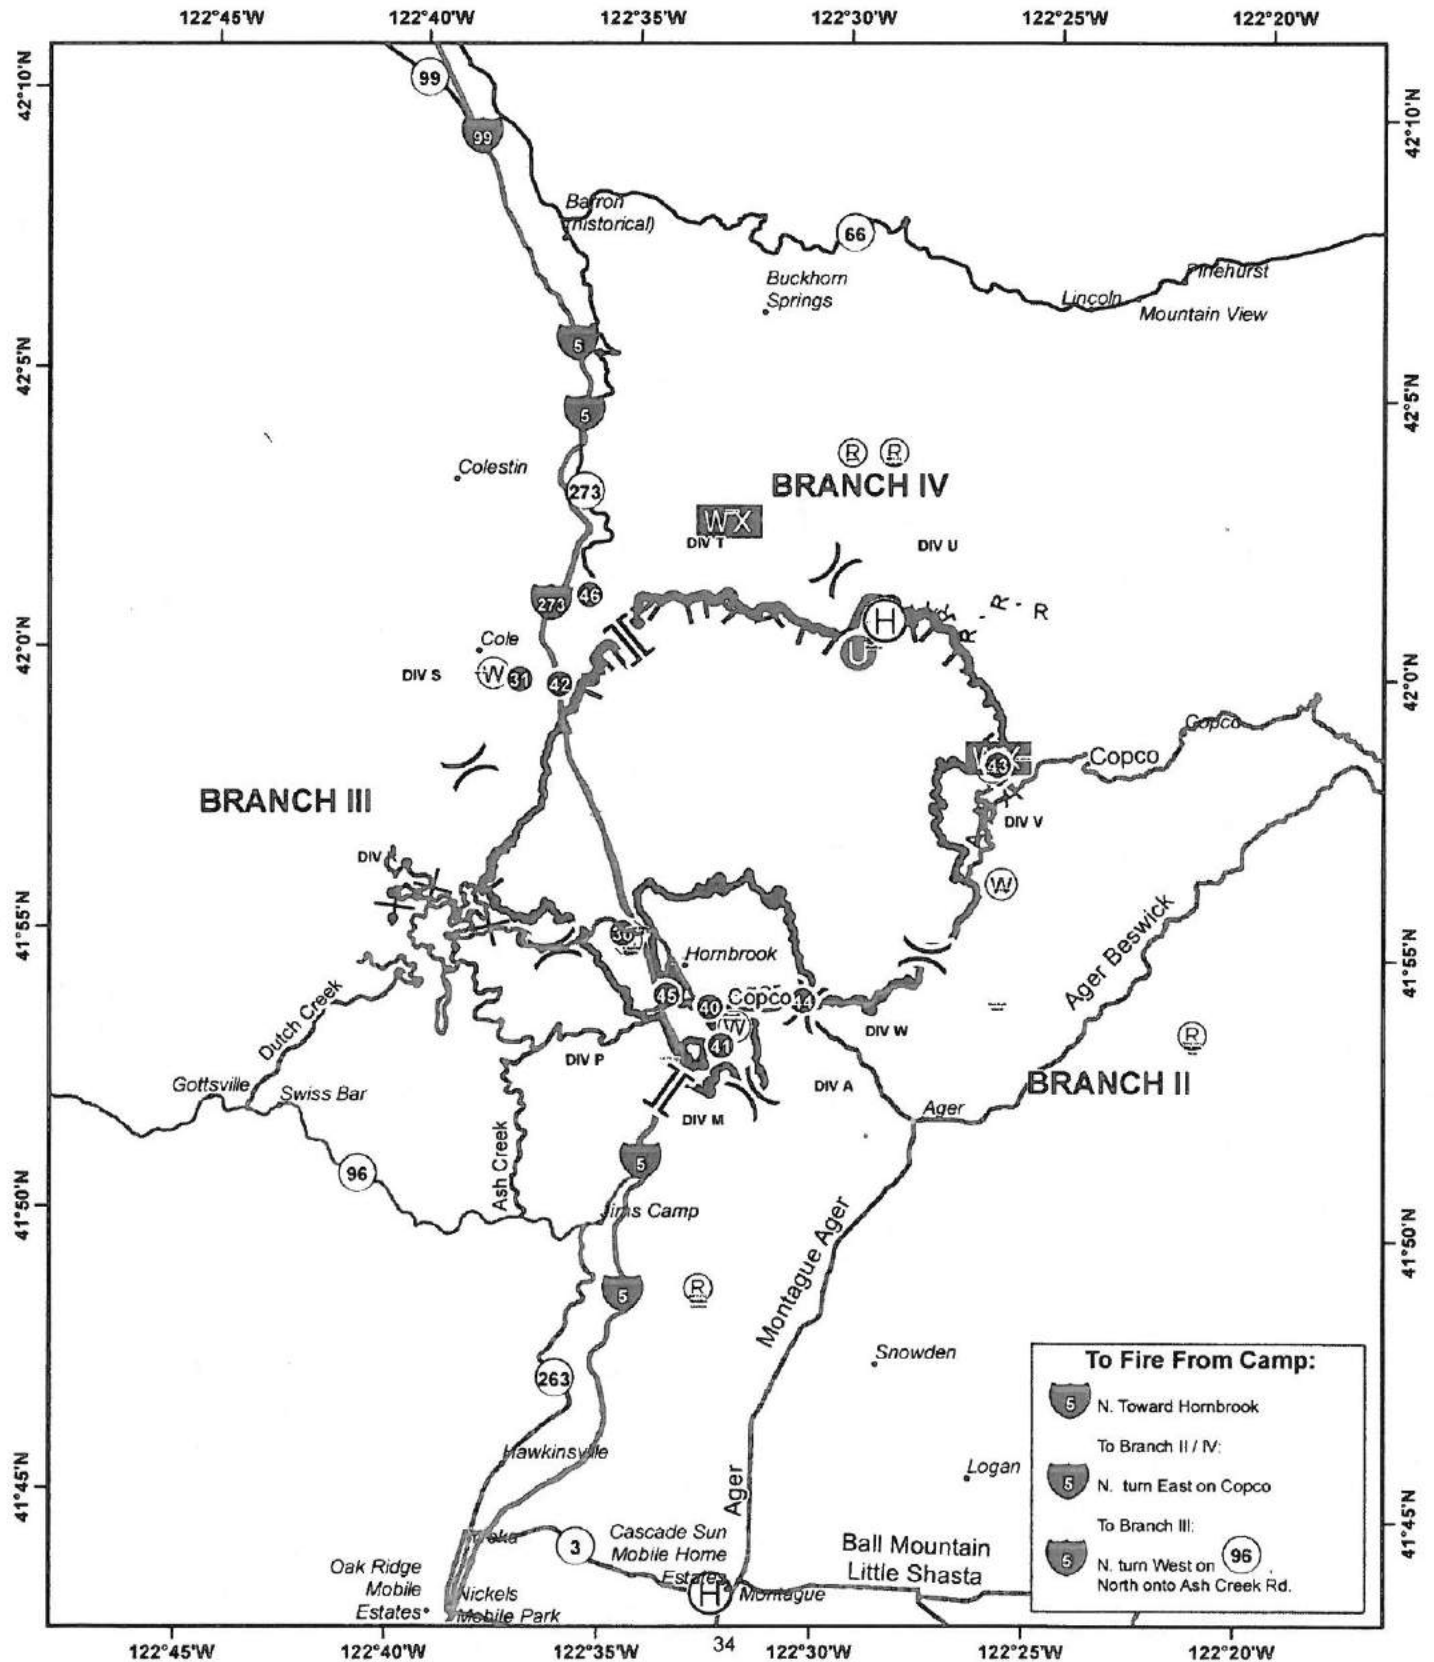 122°45'W
122°40'W
122°35'W
122°30'W
122°25'W
122°20'W
42°10'N
42°10'N
99
99
Barron
(historical)
66
Buckhorn
Springs
Pinehurst
Lincoln
Mountain View
5
42°5'N
42°5'N
5
Colestin
273
R
R
BRANCH IV
WX
DIV T
DIV U
273
46
H
U
R - R - R
Cole
42°0'N
42°0'N
DIV S
W
31
42
Copco
Copco
43
BRANCH III
DIV V
DIV
W
41°55'N
41°55'N
36
Hornbrook
45
40
Copco
44
W
41
DIV W
Ager Beswick
R
Dutch Creek
DIV P
DIV A
BRANCH II
Gottsville
Swiss Bar
DIV M
Ager
96
Ash Creek
5
41°50'N
41°50'N
Jims Camp
Montague Ager
R
5
Snowden
263
Hawkinsville
Logan
Ager
41°45'N
41°45'N
3
Cascade Sun
Mobile Home
Estates
Oak Ridge
Mobile
Estates
Nickels
Mobile Park
H
Montague
Ball Mountain
Little Shasta
To Fire From Camp:
5 N. Toward Hornbrook
To Branch II / IV:
5 N. turn East on Copco
To Branch III:
5 N. turn West on 96
North onto Ash Creek Rd.
122°45'W
122°40'W
122°35'W
34
122°30'W
122°25'W
122°20'W